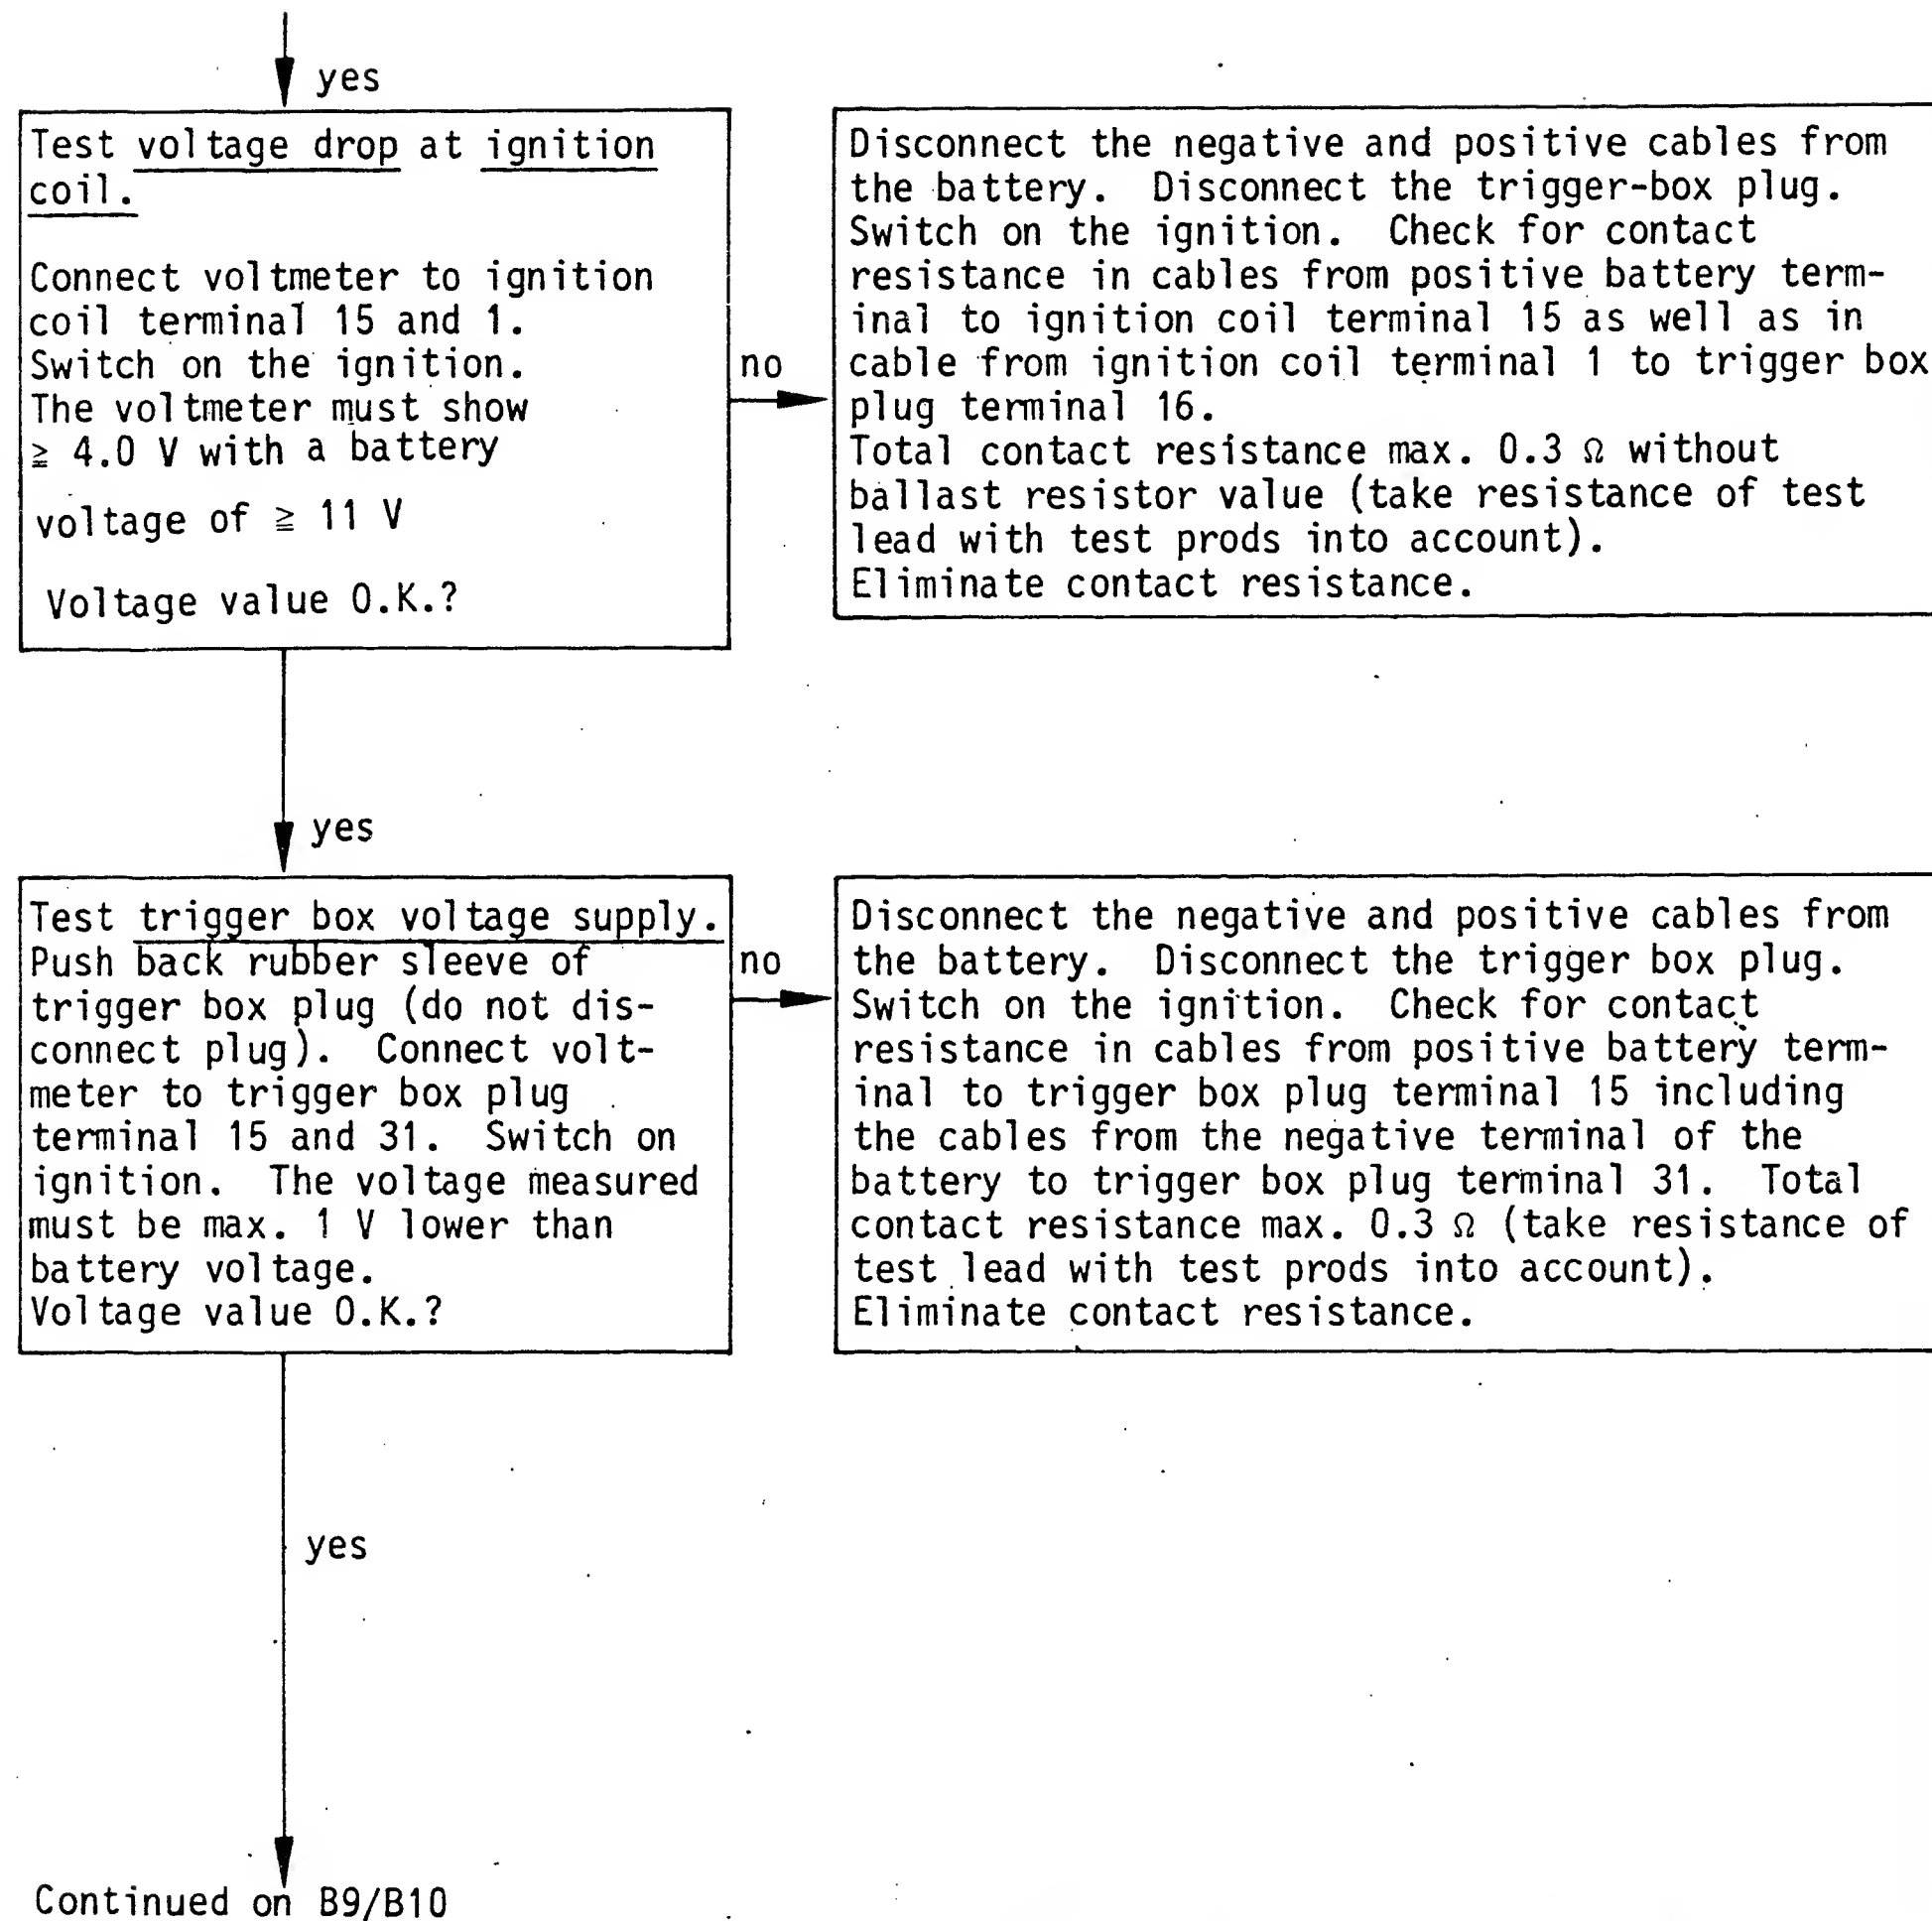 yes
Test voltage drop at ignition
coil.
Connect voltmeter to ignition
coil terminal 15 and 1.
Switch on the ignition.
The voltmeter must show
≧ 4.0 V with a battery
voltage of ≧ 11 V
Voltage value O.K.?
no
Disconnect the negative and positive cables from
the battery. Disconnect the trigger-box plug.
Switch on the ignition. Check for contact
resistance in cables from positive battery term-
inal to ignition coil terminal 15 as well as in
cable from ignition coil terminal 1 to trigger box
plug terminal 16.
Total contact resistance max. 0.3 Ω without
ballast resistor value (take resistance of test
lead with test prods into account).
Eliminate contact resistance.
yes
Test trigger box voltage supply.
Push back rubber sleeve of
trigger box plug (do not dis-
connect plug). Connect volt-
meter to trigger box plug
terminal 15 and 31. Switch on
ignition. The voltage measured
must be max. 1 V lower than
battery voltage.
Voltage value O.K.?
no
Disconnect the negative and positive cables from
the battery. Disconnect the trigger box plug.
Switch on the ignition. Check for contact
resistance in cables from positive battery term-
inal to trigger box plug terminal 15 including
the cables from the negative terminal of the
battery to trigger box plug terminal 31. Total
contact resistance max. 0.3 Ω (take resistance of
test lead with test prods into account).
Eliminate contact resistance.
yes
Continued on B9/B10